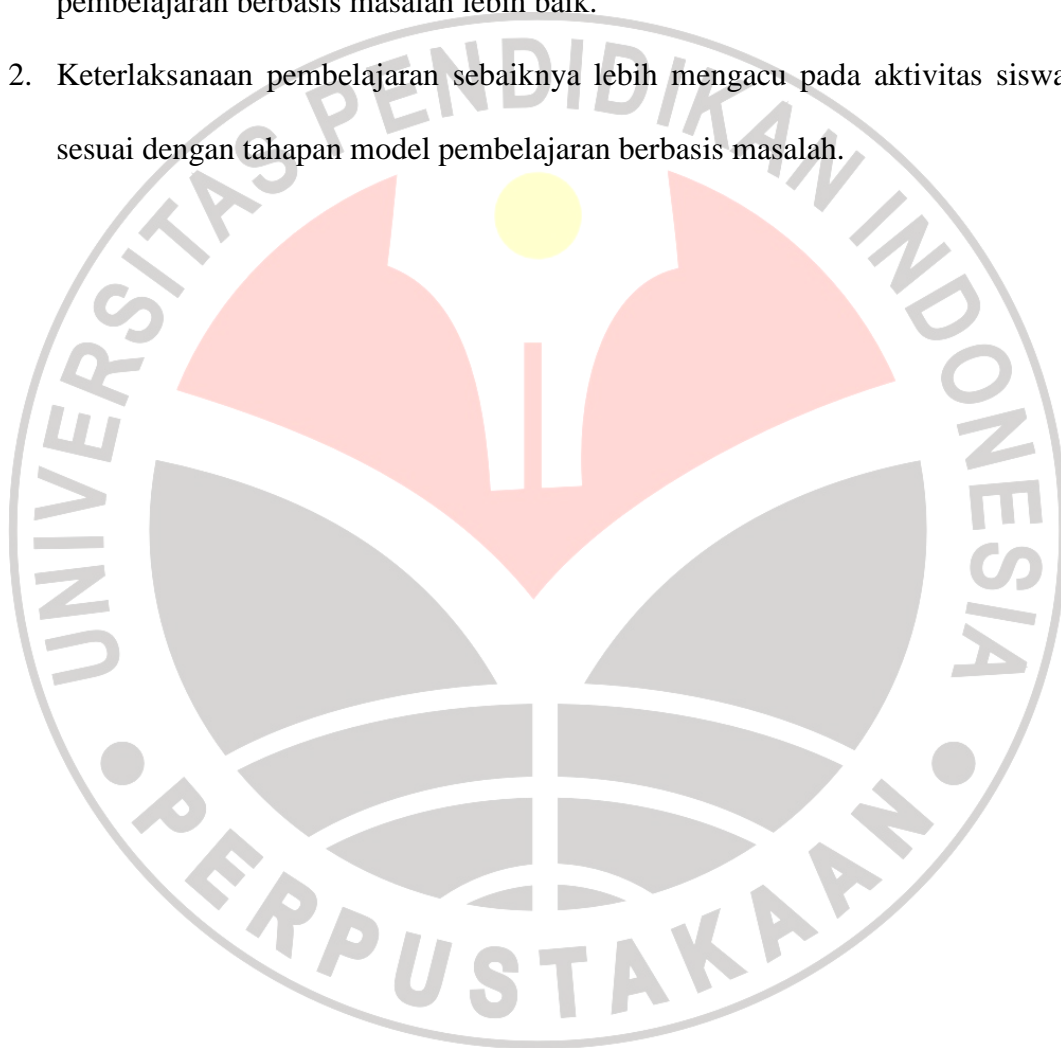 pembelajaran berbasis masalah lebih baik.
2. Keterlaksanaan pembelajaran sebaiknya lebih mengacu pada aktivitas siswa
sesuai dengan tahapan model pembelajaran berbasis masalah.
UNIVERSITAS PENDIDIKAN INDONESIA
PERPUSTAKAAN